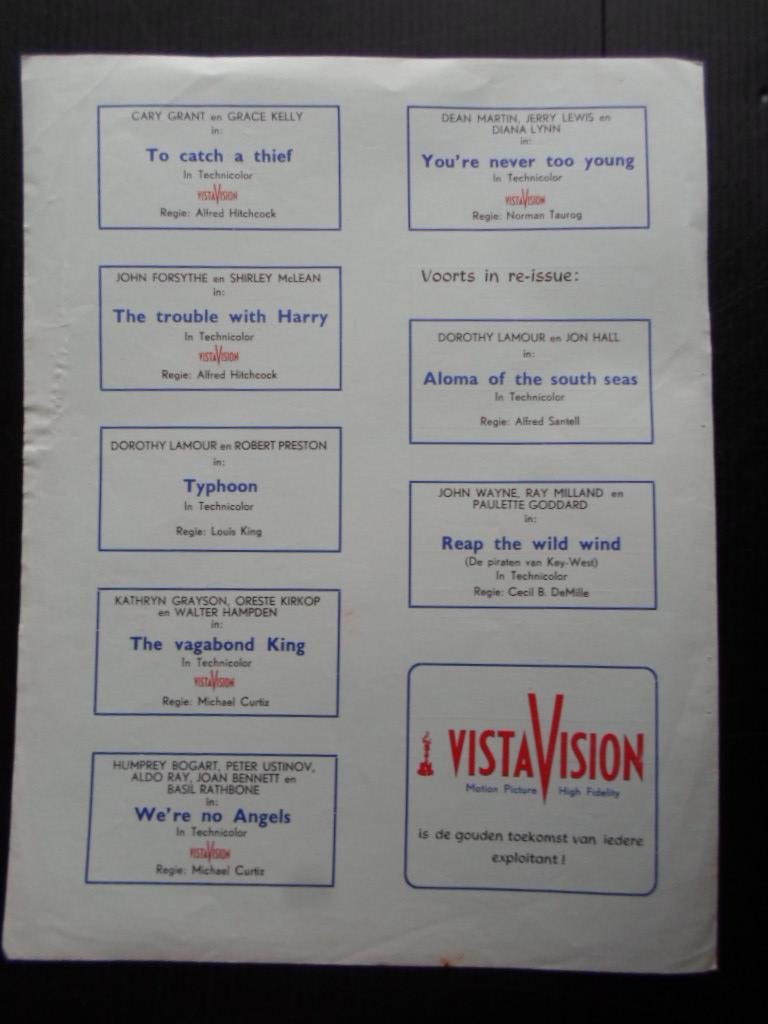 CARY GRANT en GRACE KELLY
in:
To catch a thief
In Technicolor
VISTAVISION
Regie: Alfred Hitchcock
JOHN FORSYTHE en SHIRLEY McLEAN
in:
The trouble with Harry
In Technicolor
VISTAVISION
Regie: Alfred Hitchcock
DOROTHY LAMOUR en ROBERT PRESTON
in:
Typhoon
In Technicolor
Regie: Louis King
KATHRYN GRAYSON, ORESTE KIRKOP
en WALTER HAMPDEN
in:
The vagabond King
In Technicolor
VISTAVISION
Regie: Michael Curtiz
HUMPREY BOGART, PETER USTINOV,
ALDO RAY, JOAN BENNETT en
BASIL RATHBONE
in:
We're no Angels
In Technicolor
VISTAVISION
Regie: Michael Curtiz
DEAN MARTIN, JERRY LEWIS en
DIANA LYNN
in:
You're never too young
In Technicolor
VISTAVISION
Regie: Norman Taurog
Voorts in re-issue:
DOROTHY LAMOUR en JON HALL
in:
Aloma of the south seas
In Technicolor
Regie: Alfred Santell
JOHN WAYNE, RAY MILLAND en
PAULETTE GODDARD
in:
Reap the wild wind
(De piraten van Key-West)
In Technicolor
Regie: Cecil B. DeMille
VISTAVISION
Motion Picture High Fidelity
is de gouden toekomst van iedere
exploitant!